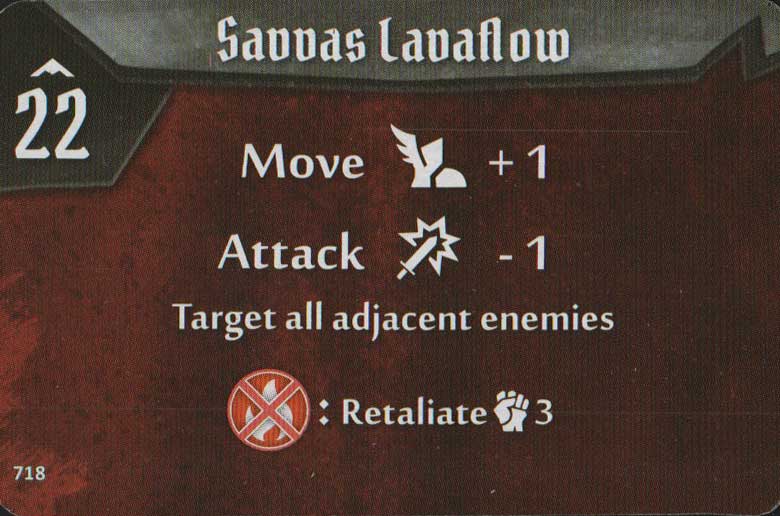 Savvas Lavaflow
22
Move + 1
Attack - 1
Target all adjacent enemies
: Retaliate 3
718